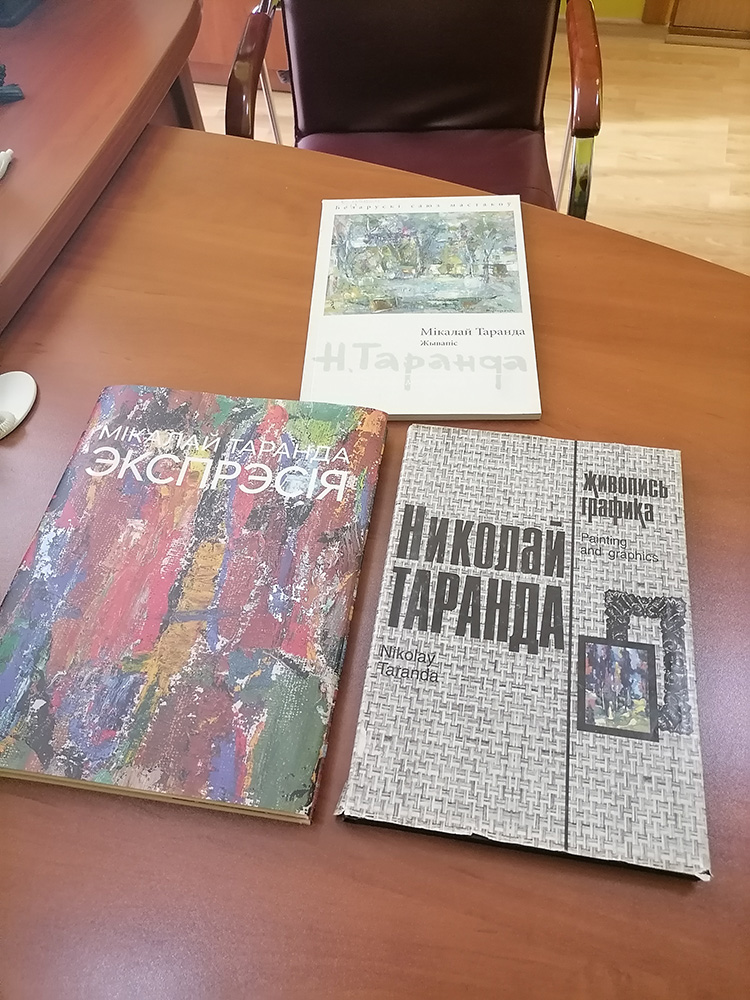 Беларускі саюз мастакоў
Мікалай Таранда
Жывапіс
Н.Таранда
МІКАЛАЙ ТАРАНДА
ЭКСПРЭСІЯ
Николай
ТАРАНДА
Nikolay
Taranda
живопись
графика
Painting
and graphics